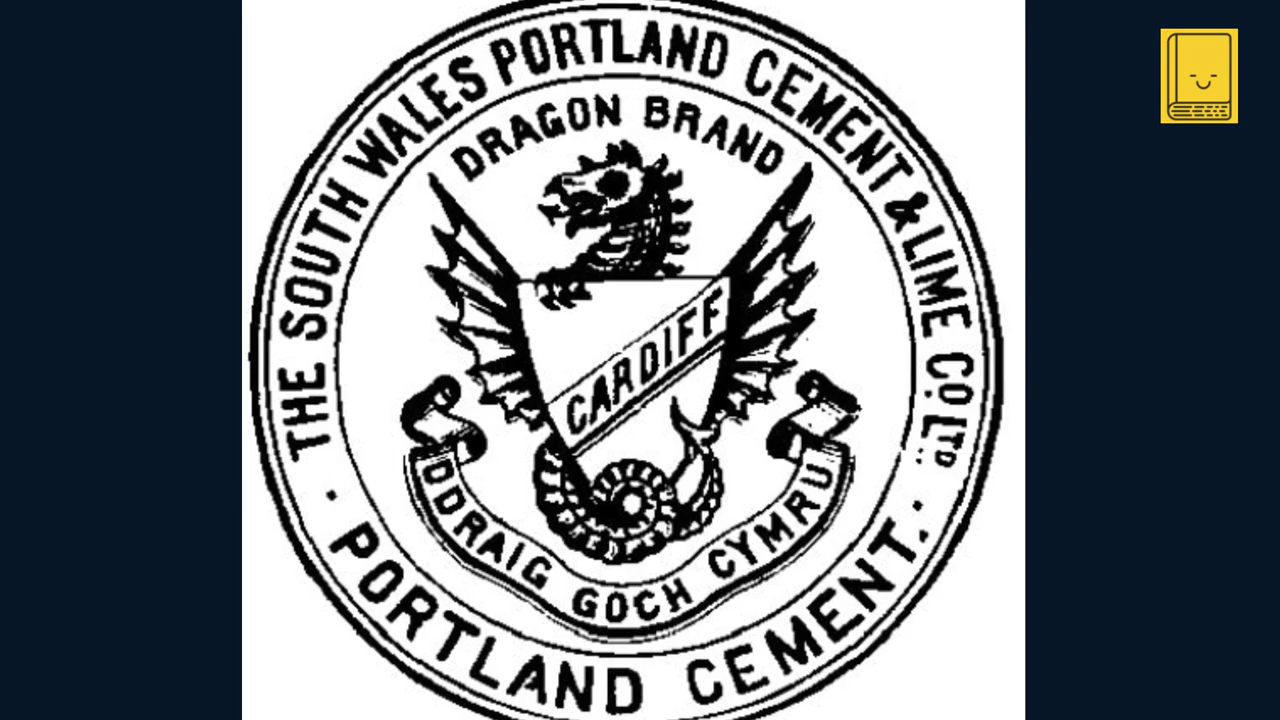 THE SOUTH WALES PORTLAND CEMENT & LIME CO. LTD.
DRAGON BRAND
CARDIFF
DDRAIG GOCH CYMRU
· PORTLAND CEMENT. ·